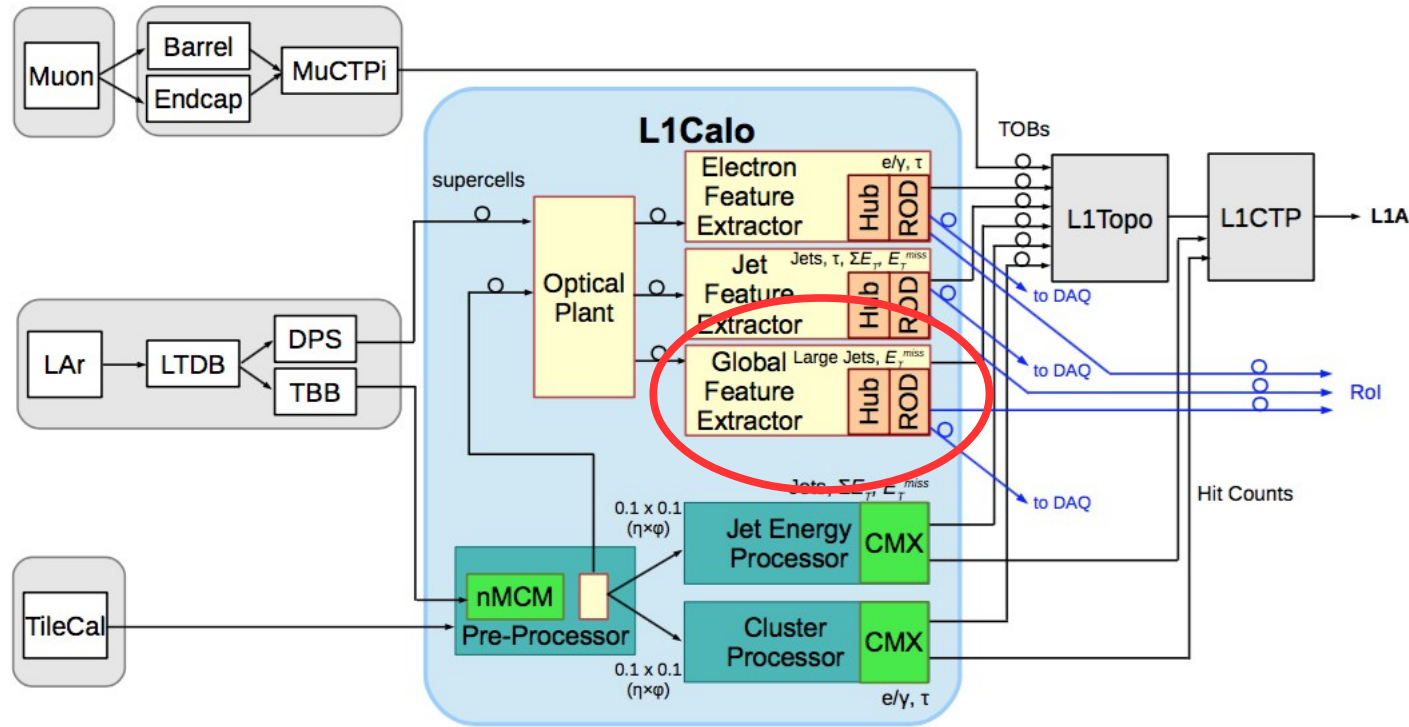 Muon
Barrel
Endcap
MuCTPi
L1Calo
supercells
Optical
Plant
Electron
Feature
Extractor
e/γ, τ
Hub
ROD
Jet
Feature
Extractor
Jets, τ, ΣE_T, E_T^miss
Hub
ROD
Global
Feature
Extractor
Large Jets, E_T^miss
Hub
ROD
TOBs
L1Topo
L1CTP
L1A
to DAQ
to DAQ
to DAQ
RoI
Hit Counts
LAr
LTDB
DPS
TBB
TileCal
nMCM
Pre-Processor
0.1 x 0.1
(η×φ)
Jets, ΣE_T, E_T^miss
Jet Energy
Processor
CMX
Cluster
Processor
CMX
0.1 x 0.1
(η×φ)
e/γ, τ